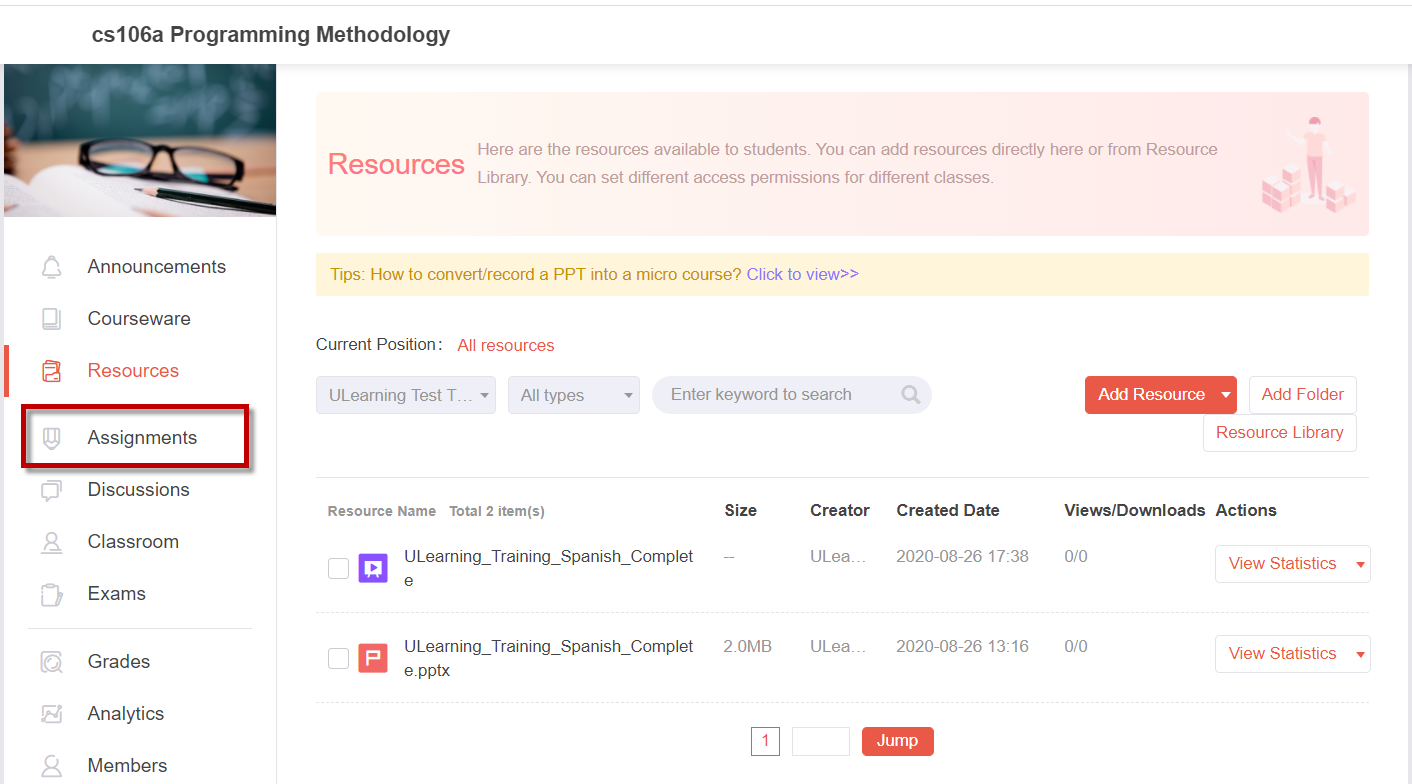 cs106a Programming Methodology
Announcements
Courseware
Resources
Assignments
Discussions
Classroom
Exams
Grades
Analytics
Members
Resources
Here are the resources available to students. You can add resources directly here or from Resource
Library. You can set different access permissions for different classes.
Tips: How to convert/record a PPT into a micro course? Click to view>>
Current Position: All resources
ULearning Test T... All types Enter keyword to search Add Resource Add Folder
Resource Library
Resource Name Total 2 item(s) Size Creator Created Date Views/Downloads Actions
ULearning_Training_Spanish_Complet -- ULea... 2020-08-26 17:38 0/0 View Statistics
e
ULearning_Training_Spanish_Complet 2.0MB ULea... 2020-08-26 13:16 0/0 View Statistics
e.pptx
1 Jump